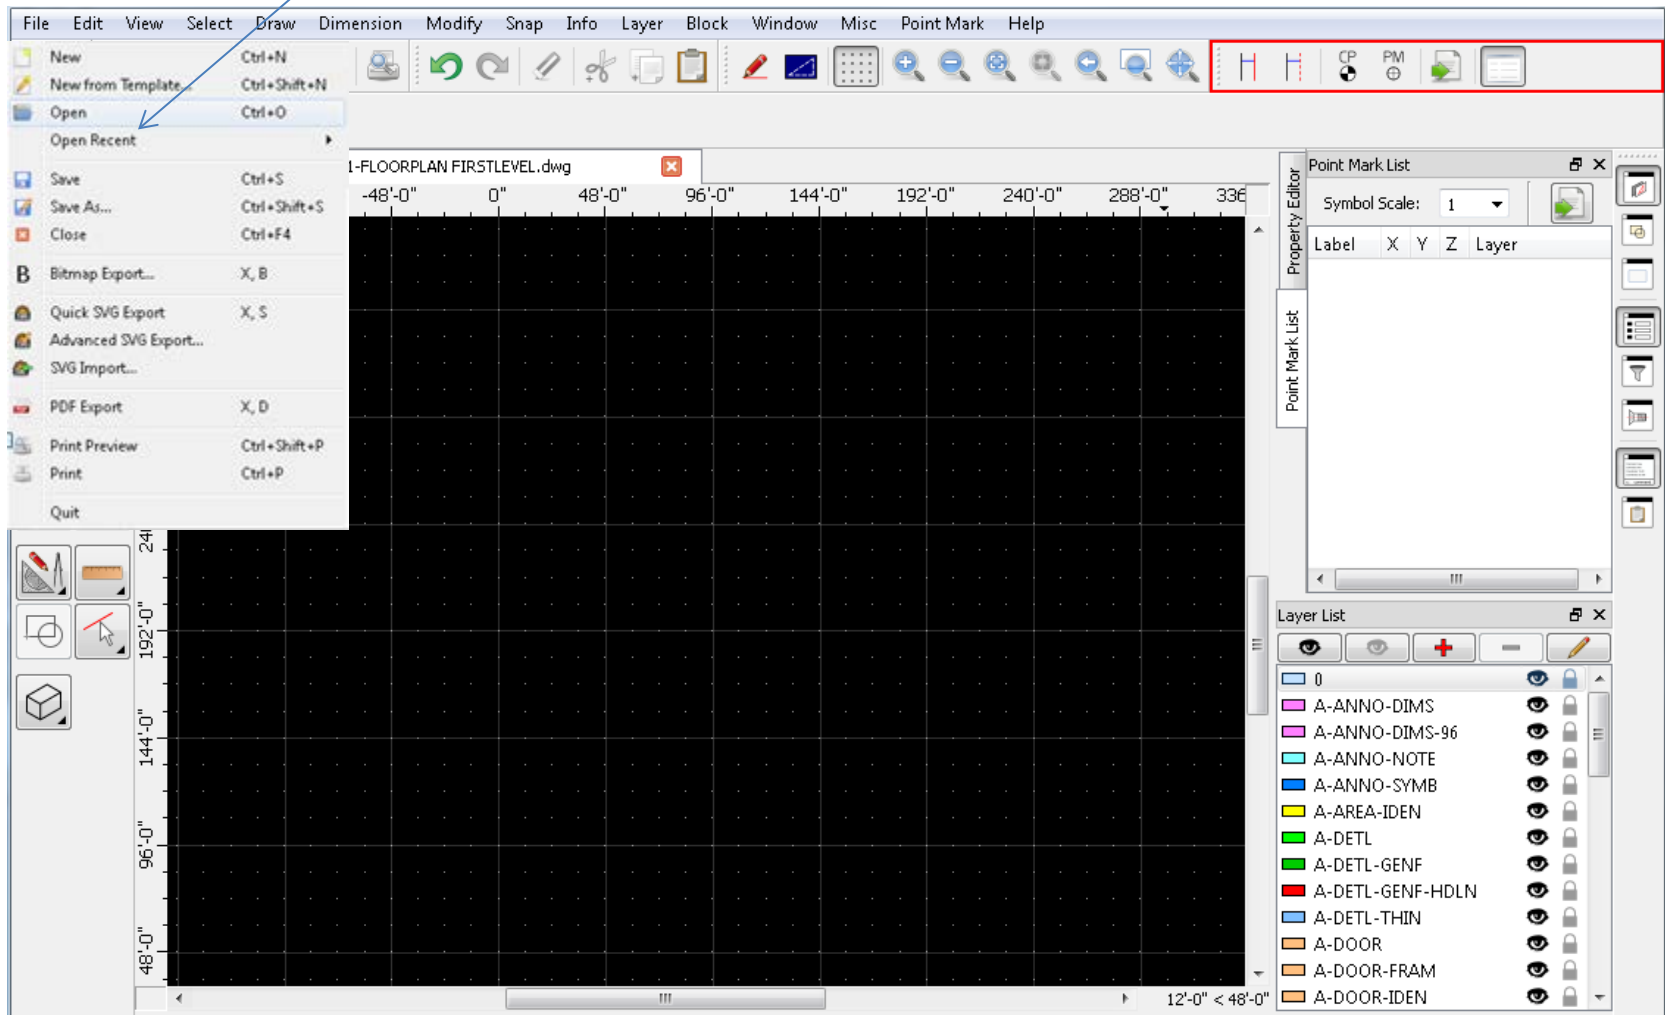 File Edit View Select Draw Dimension Modify Snap Info Layer Block Window Misc Point Mark Help
New Ctrl+N
New from Template... Ctrl+Shift+N
Open Ctrl+O
Open Recent
Save Ctrl+S
Save As... Ctrl+Shift+S
Close Ctrl+F4
B Bitmap Export... X, B
Quick SVG Export X, S
Advanced SVG Export...
SVG Import...
PDF Export X, D
Print Preview Ctrl+Shift+P
Print Ctrl+P
Quit
CP PM
1-FLOORPLAN FIRSTLEVEL.dwg
-48'-0" 0" 48'-0" 96'-0" 144'-0" 192'-0" 240'-0" 288'-0" 336
24
192'-0"
144'-0"
96'-0"
48'-0"
12'-0" < 48'-0"
Property Editor
Point Mark List
Point Mark List
Symbol Scale: 1
Label X Y Z Layer
Layer List
0
A-ANNO-DIMS
A-ANNO-DIMS-96
A-ANNO-NOTE
A-ANNO-SYMB
A-AREA-IDEN
A-DETL
A-DETL-GENF
A-DETL-GENF-HDLN
A-DETL-THIN
A-DOOR
A-DOOR-FRAM
A-DOOR-IDEN